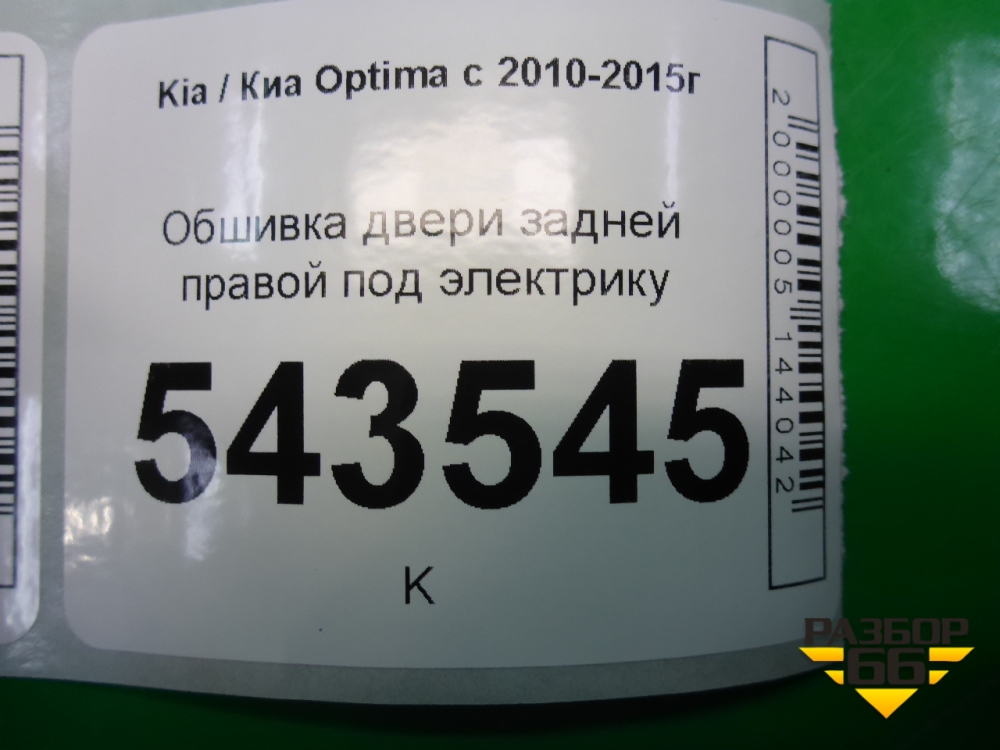 Kia / Киа Optima с 2010-2015г
Обшивка двери задней
правой под электрику
543545
К
2000005144042
РАЗБОР
66